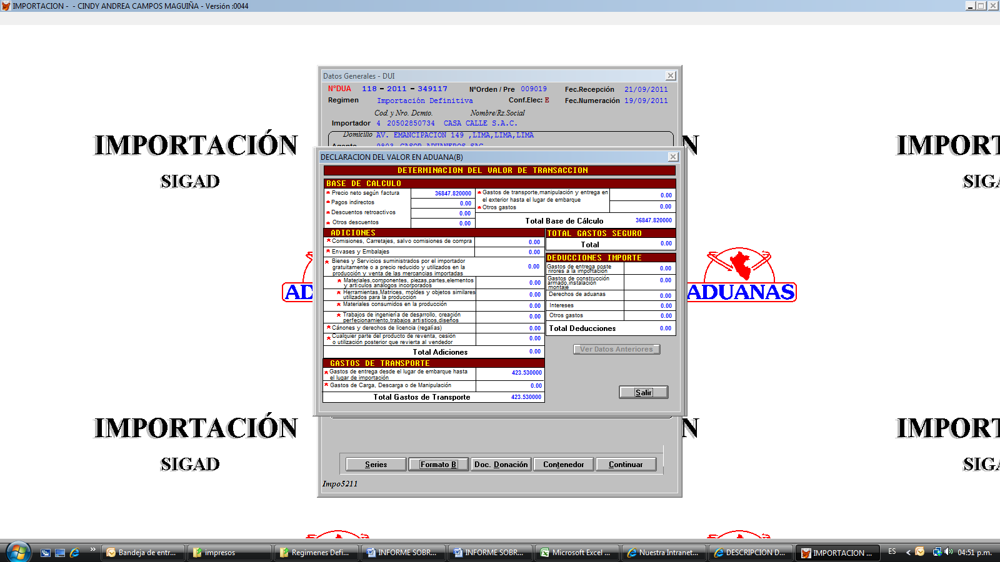 IMPORTACION - - CINDY ANDREA CAMPOS MAGUIÑA - Versión :0044
Datos Generales - DUI
N°DUA 118 - 2011 - 349117 N°Orden / Pre 009019 Fec.Recepción 21/09/2011
Regimen Importación Definitiva Conf.Elec: E Fec.Numeración 19/09/2011
Cod. y Nro. Dcmto. Nombre/Rz.Social
Importador 4 20502850734 CASA CALLE S.A.C.
Domicilio AV. EMANCIPACION 149 ,LIMA,LIMA,LIMA
Agente 9803 CASOR ADUANEROS SAC
DECLARACION DEL VALOR EN ADUANA(B)
DETERMINACION DEL VALOR DE TRANSACCION
BASE DE CALCULO
* Precio neto según factura 36847.820000
* Pagos indirectos 0.00
* Descuentos retroactivos 0.00
* Otros descuentos 0.00
* Gastos de transporte,manipulación y entrega en
el exterior hasta el lugar de embarque 0.00
* Otros gastos 0.00
Total Base de Cálculo 36847.820000
ADICIONES
* Comisiones, Carretajes, salvo comisiones de compra 0.00
* Envases y Embalajes 0.00
* Bienes y Servicios suministrados por el importador
gratuitamente o a precio reducido y utilizados en la
producción y venta de las mercancias importadas 0.00
* Materiales,componentes, piezas,partes,elementos
y artículos análogos incorporados 0.00
* Herramientas,Matrices, moldes y objetos similares
utilizados para la producción 0.00
* Materiales consumidos en la producción 0.00
* Trabajos de ingeniería de desarrollo, creación
perfecionamiento,trabajos artísticos,diseños 0.00
* Cánones y derechos de licencia (regalías) 0.00
* Cualquier parte del producto de reventa, cesión
o utilización posterior que revierta al vendedor 0.00
Total Adiciones 0.00
GASTOS DE TRANSPORTE
* Gastos de entrega desde el lugar de embarque hasta
el lugar de importación 423.530000
* Gastos de Carga, Descarga o de Manipulación 0.00
Total Gastos de Transporte 423.530000
TOTAL GASTOS SEGURO
Total 0.00
DEDUCCIONES IMPORTE
Gastos de entrega poste
rirores a la importación 0.00
Gastos de construcción
armado,instalación
montaje 0.00
Derechos de aduanas 0.00
Intereses 0.00
Otros gastos 0.00
Total Deducciones 0.00
Ver Datos Anteriores
Salir
Series Formato B Doc. Donación Contenedor Continuar
Impo5211
IMPORTACIÓN N IMPORT
SIGAD SIGA
AD ADUANAS
IMPORTACIÓN N IMPORT
SIGAD SIGA
Bandeja de entr... impresos Regimenes Defi... INFORME SOBR... INFORME SOBR... Microsoft Excel ... Nuestra Intranet... DESCRIPCION D... IMPORTACION ... ES 04:51 p.m.